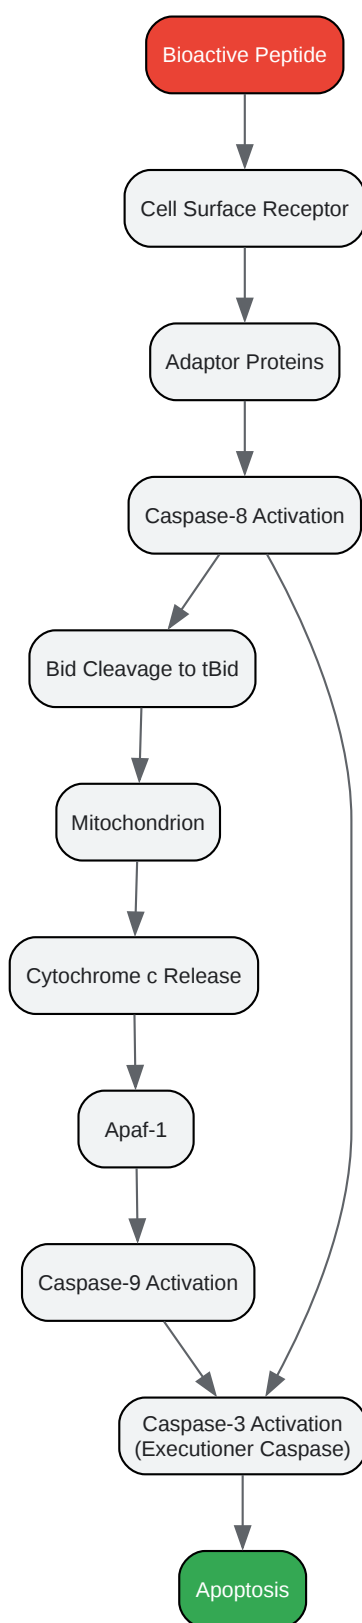 Bioactive Peptide
Cell Surface Receptor
Adaptor Proteins
Caspase-8 Activation
Bid Cleavage to tBid
Mitochondrion
Cytochrome c Release
Apaf-1
Caspase-9 Activation
Caspase-3 Activation
(Executioner Caspase)
Apoptosis